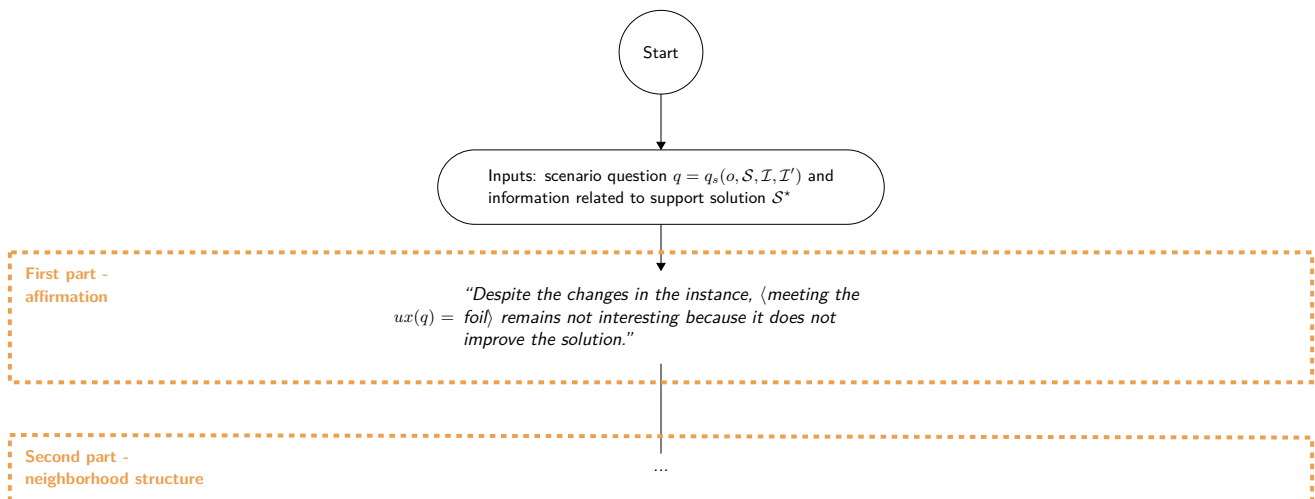 Start
Inputs: scenario question q = q_s(o, 𝒮, ℐ, ℐ′) and
information related to support solution 𝒮⋆
First part -
affirmation
“Despite the changes in the instance, ⟨meeting the
ux(q) = foil⟩ remains not interesting because it does not
improve the solution.”
Second part -
neighborhood structure
...